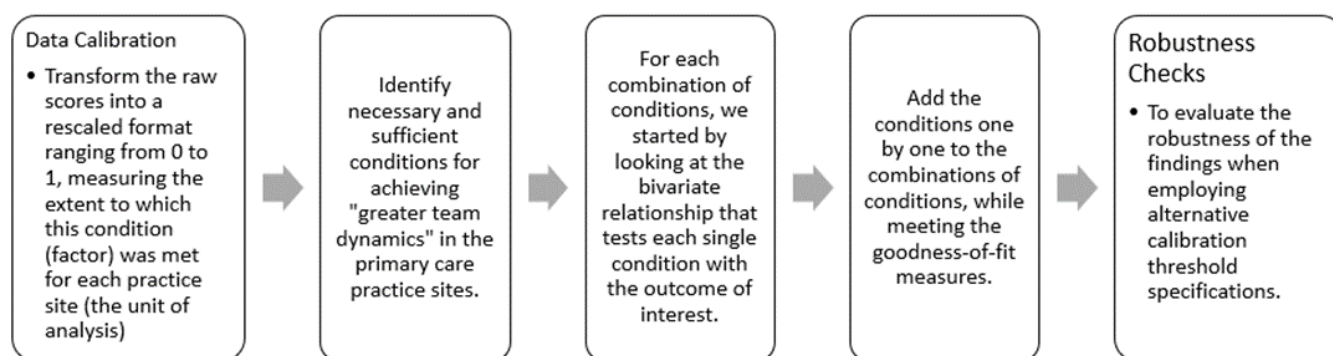 Data Calibration
• Transform the raw
scores into a
rescaled format
ranging from 0 to
1, measuring the
extent to which
this condition
(factor) was met
for each practice
site (the unit of
analysis)
Identify
necessary and
sufficient
conditions for
achieving
"greater team
dynamics" in the
primary care
practice sites.
For each
combination of
conditions, we
started by
looking at the
bivariate
relationship that
tests each single
condition with
the outcome of
interest.
Add the
conditions one
by one to the
combinations of
conditions, while
meeting the
goodness-of-fit
measures.
Robustness
Checks
• To evaluate the
robustness of the
findings when
employing
alternative
calibration
threshold
specifications.